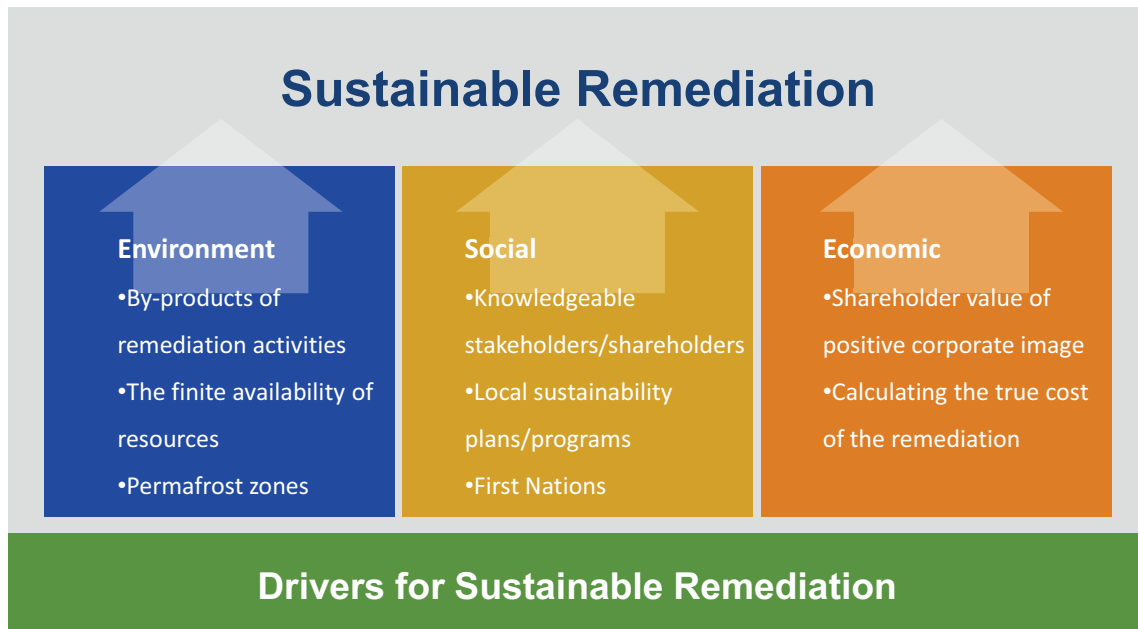 Sustainable Remediation
Environment
•By-products of
remediation activities
•The finite availability of
resources
•Permafrost zones
Social
•Knowledgeable
stakeholders/shareholders
•Local sustainability
plans/programs
•First Nations
Economic
•Shareholder value of
positive corporate image
•Calculating the true cost
of the remediation
Drivers for Sustainable Remediation